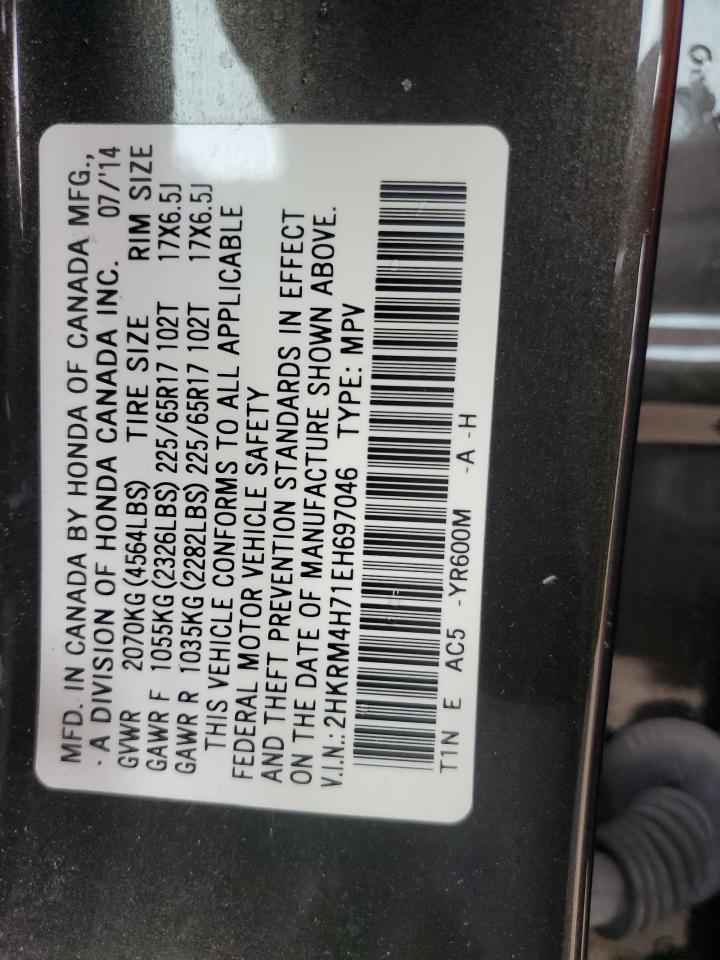 MFD. IN CANADA BY HONDA OF CANADA MFG.,
A DIVISION OF HONDA CANADA INC. 07/'14
GVWR 2070KG (4564LBS) TIRE SIZE RIM SIZE
GAWR F 1055KG (2326LBS) 225/65R17 102T 17X6.5J
GAWR R 1035KG (2282LBS) 225/65R17 102T 17X6.5J
THIS VEHICLE CONFORMS TO ALL APPLICABLE
FEDERAL MOTOR VEHICLE SAFETY
AND THEFT PREVENTION STANDARDS IN EFFECT
ON THE DATE OF MANUFACTURE SHOWN ABOVE.
V.I.N.: 2HKRM4H71EH697046 TYPE: MPV
T1N E AC5 -YR600M -A -H